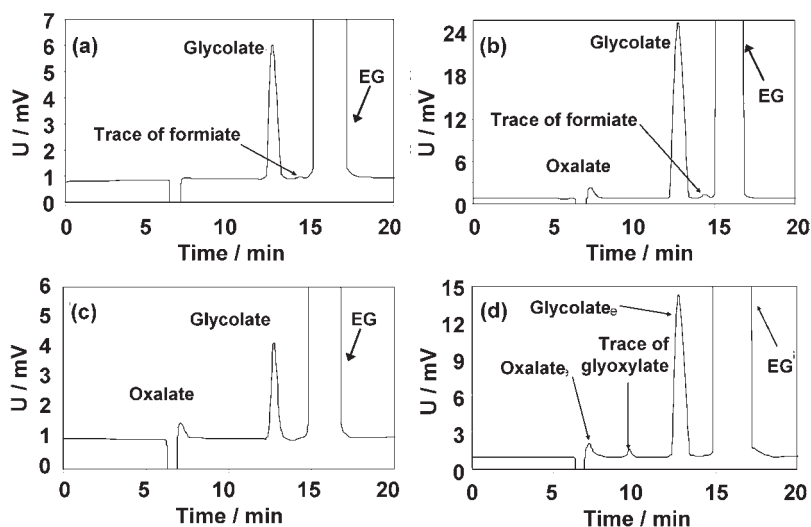 (a)
U / mV
7
6
5
4
3
2
1
0
Glycolate
EG
Trace of formiate
0 5 10 15 20
Time / min
(b)
U / mV
24
18
12
6
0
Glycolate
EG
Trace of formiate
Oxalate
0 5 10 15 20
Time / min
(c)
U / mV
6
5
4
3
2
1
0
Glycolate
EG
Oxalate
0 5 10 15 20
Time / min
(d)
U / mV
15
12
9
6
3
0
Glycolate
Trace of
glyoxylate
Oxalate
EG
0 5 10 15 20
Time / min